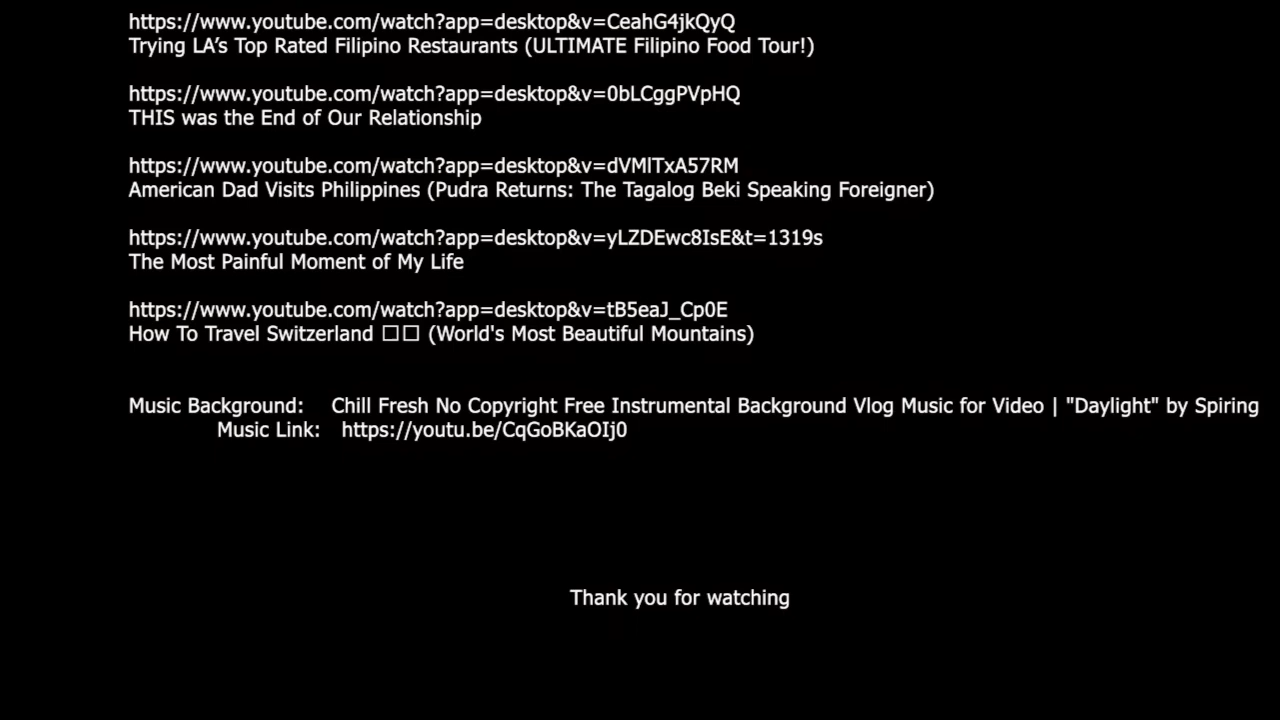 https://www.youtube.com/watch?app=desktop&v=CeahG4jkQyQ
Trying LA’s Top Rated Filipino Restaurants (ULTIMATE Filipino Food Tour!)
https://www.youtube.com/watch?app=desktop&v=0bLCggPVpHQ
THIS was the End of Our Relationship
https://www.youtube.com/watch?app=desktop&v=dVMlTxA57RM
American Dad Visits Philippines (Pudra Returns: The Tagalog Beki Speaking Foreigner)
https://www.youtube.com/watch?app=desktop&v=yLZDEwc8IsE&t=1319s
The Most Painful Moment of My Life
https://www.youtube.com/watch?app=desktop&v=tB5eaJ_Cp0E
How To Travel Switzerland □□ (World's Most Beautiful Mountains)
Music Background: Chill Fresh No Copyright Free Instrumental Background Vlog Music for Video | "Daylight" by Spiring
Music Link: https://youtu.be/CqGoBKaOIj0
Thank you for watching